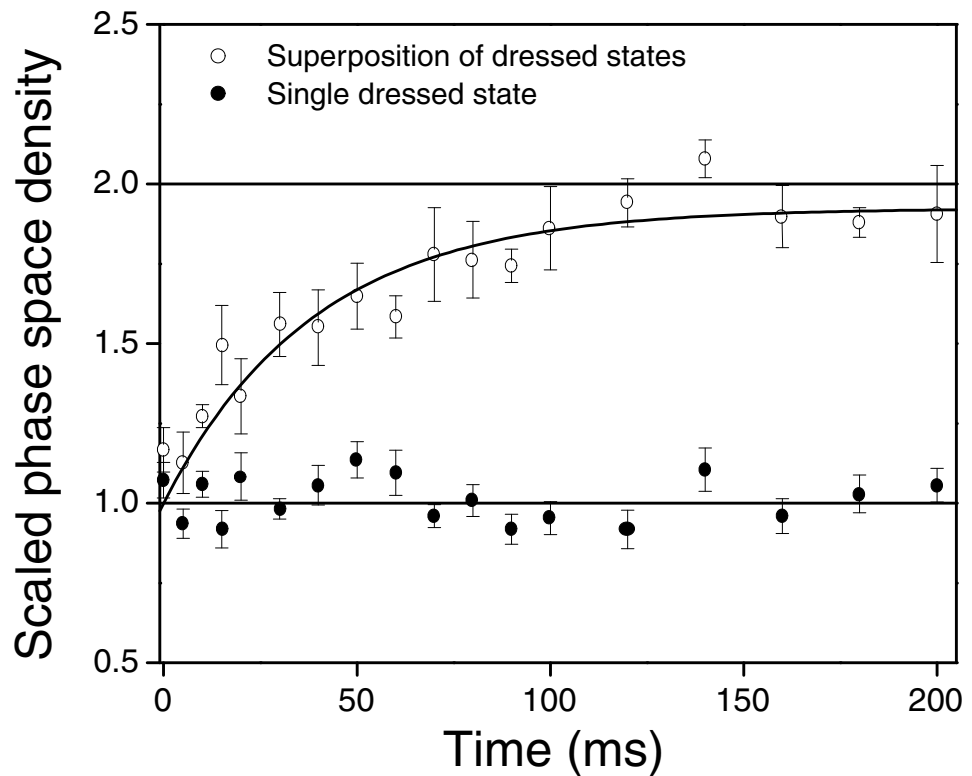 Scaled phase space density
2.5
2.0
1.5
1.0
0.5
Superposition of dressed states
Single dressed state
0
50
100
150
200
Time (ms)